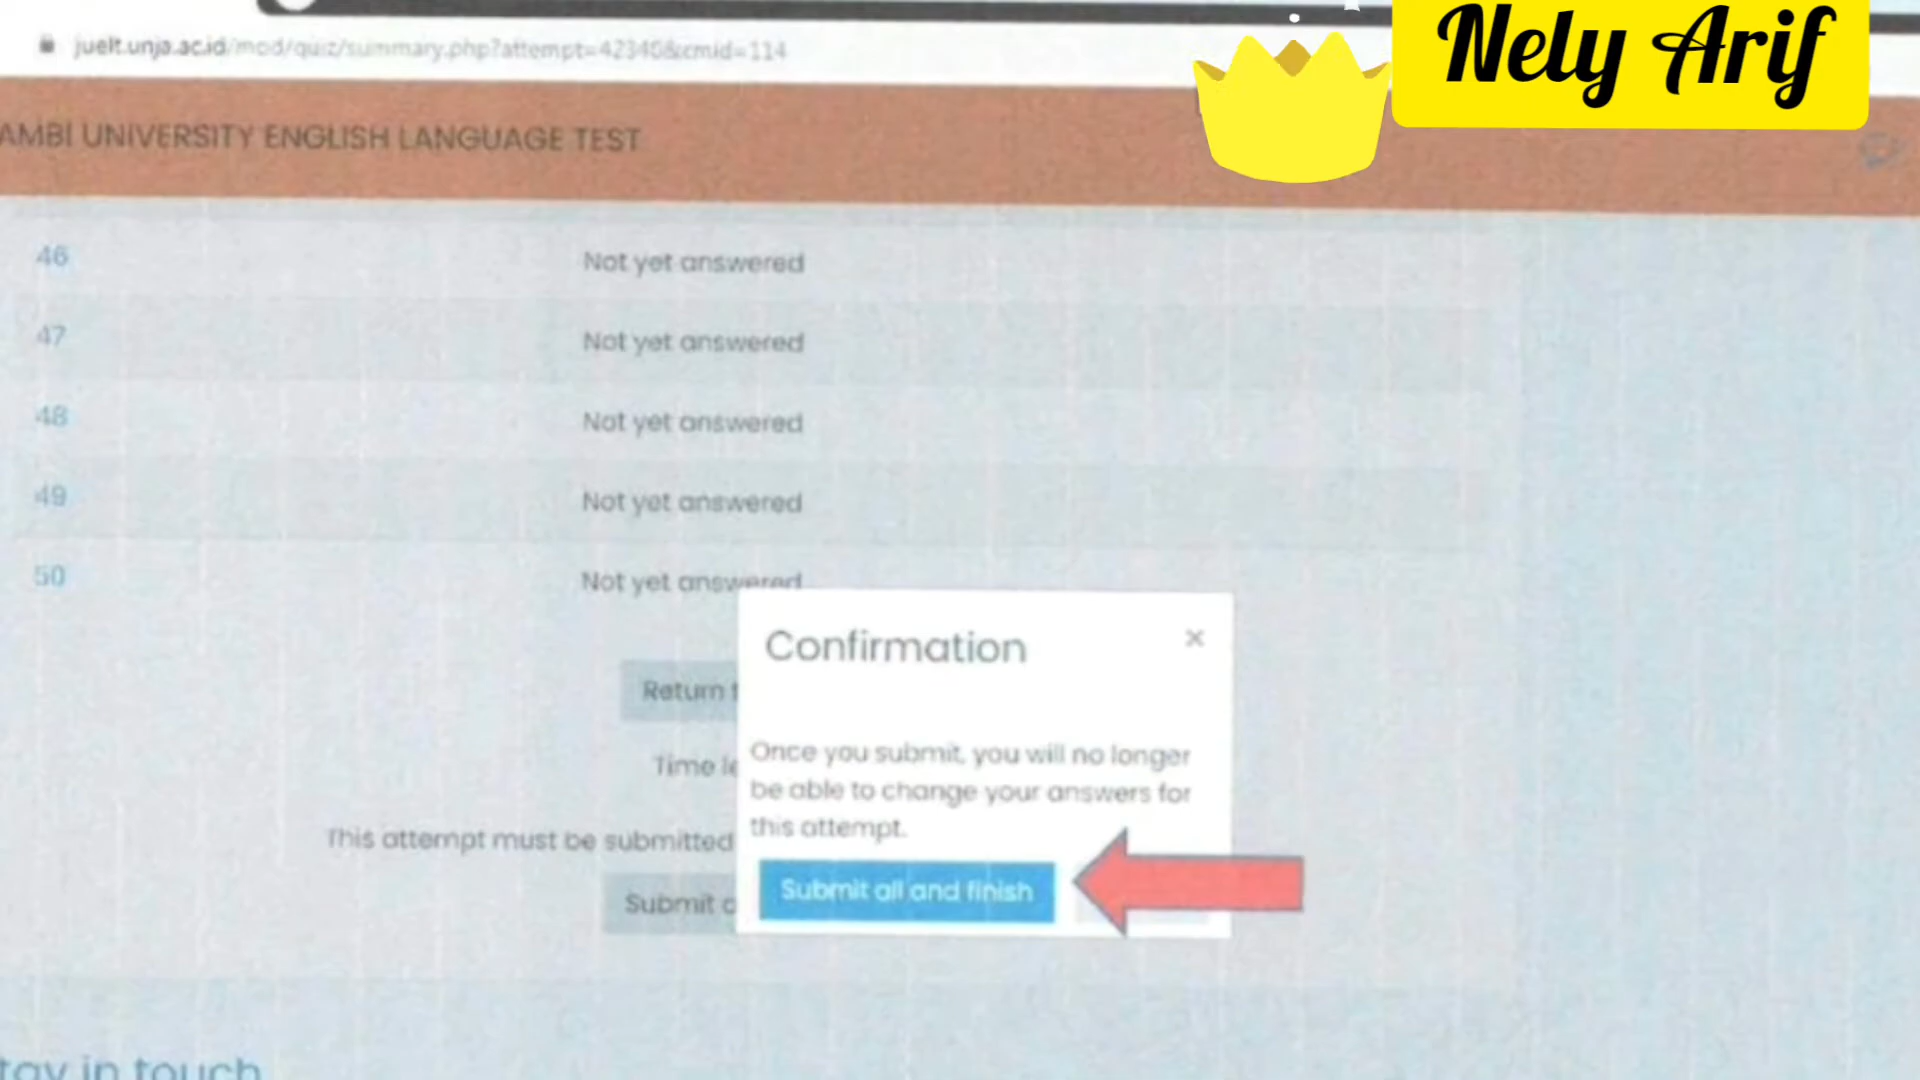 Nely Arif
juelt.unja.ac.id/mod/quiz/summary.php?attempt=42340&cmid=114
AMBI UNIVERSITY ENGLISH LANGUAGE TEST
46 Not yet answered
47 Not yet answered
48 Not yet answered
49 Not yet answered
50 Not yet answered
Confirmation ×
Return t
Once you submit, you will no longer
Time le
be able to change your answers for
this attempt.
This attempt must be submitted
Submit all and finish
Submit c
tay in touch